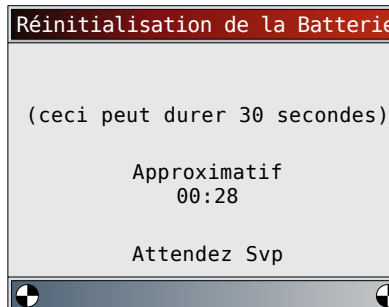 Réinitialisation de la Batterie
(ceci peut durer 30 secondes)
Approximatif
00:28
Attendez Svp